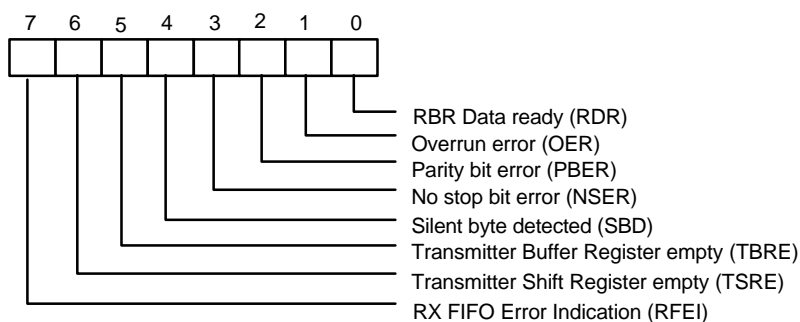 7 6 5 4 3 2 1 0
RBR Data ready (RDR)
Overrun error (OER)
Parity bit error (PBER)
No stop bit error (NSER)
Silent byte detected (SBD)
Transmitter Buffer Register empty (TBRE)
Transmitter Shift Register empty (TSRE)
RX FIFO Error Indication (RFEI)